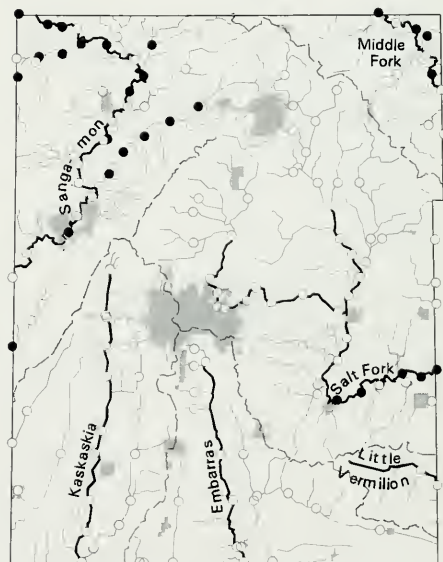 Middle
Fork
Sanga-mon
Salt Fork
Kaskaskia
Embarras
Little
Vermilion